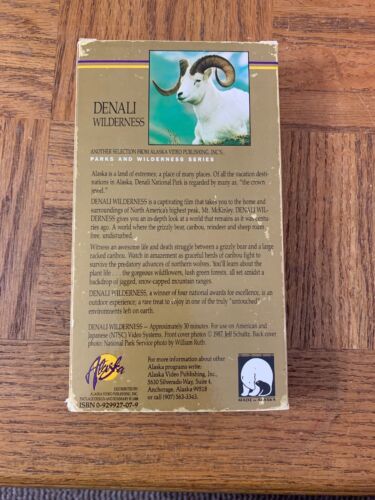 DENALI
WILDERNESS
ANOTHER SELECTION FROM ALASKA VIDEO PUBLISHING, INC'S.
PARKS AND WILDERNESS SERIES
Alaska is a land of extremes; a place of many places. Of all the vacation desti-
nations in Alaska, Denali National Park is regarded by many as, "the crown
jewel."
DENALI WILDERNESS is a captivating film that takes you to the home and
surroundings of North America's highest peak, Mt. McKinley. DENALI WIL-
DERNESS gives you an in-depth look at a world that remains as it was centu-
ries ago. A world where the grizzly bear, caribou, reindeer and sheep roam
free, undisturbed.
Witness an awesome life and death struggle between a grizzly bear and a large
racked caribou. Watch in amazement as graceful herds of caribou fight to
survive the predatory advances of northern wolves. You'll learn about the
plant life . . . the gorgeous wildflowers, lush green forests, all set amidst a
backdrop of jagged, snow-capped mountain ranges.
DENALI WILDERNESS, a winner of four national awards for excellence, is an
outdoor experience; a rare treat to enjoy in one of the truly "untouched"
environments left on earth.
DENALI WILDERNESS — Approximately 30 minutes. For use on American and
Japanese (NTSC) Video Systems. Front cover photo: © 1987 Jeff Schultz. Back cover
photo: National Park Service photo by William Ruth.
Alaska
DISTRIBUTED BY:
ALASKA VIDEO PUBLISHING, INC.
ISBN 0-929927-07-9
For more information about other
Alaska programs write:
Alaska Video Publishing, Inc.,
5630 Silverado Way, Suite 4,
Anchorage, Alaska 99518
or call (907) 563-3343.
MADE IN ALASKA